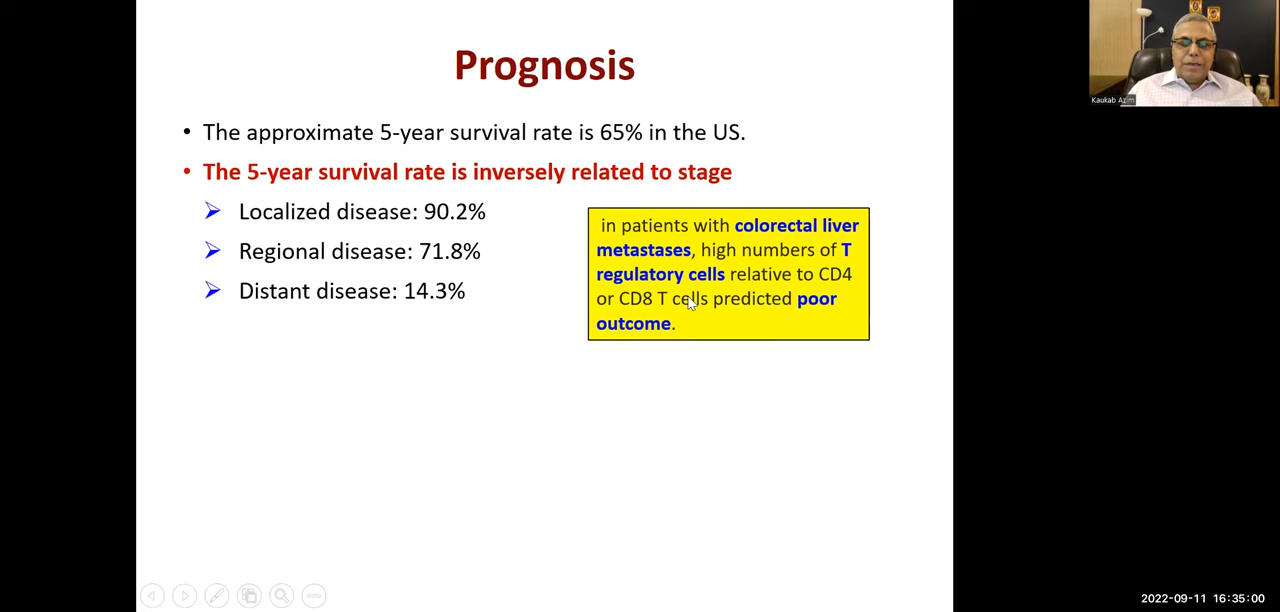 Prognosis
• The approximate 5-year survival rate is 65% in the US.
• The 5-year survival rate is inversely related to stage
➢ Localized disease: 90.2%
➢ Regional disease: 71.8%
➢ Distant disease: 14.3%
in patients with colorectal liver
metastases, high numbers of T
regulatory cells relative to CD4
or CD8 T cells predicted poor
outcome.
Kaukab Azim
2022-09-11 16:35:00